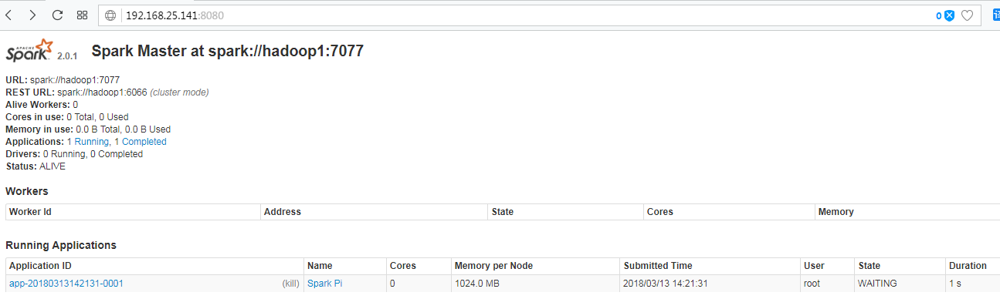 192.168.25.141:8080
0
译
APACHE Spark 2.0.1 Spark Master at spark://hadoop1:7077
URL: spark://hadoop1:7077
REST URL: spark://hadoop1:6066 (cluster mode)
Alive Workers: 0
Cores in use: 0 Total, 0 Used
Memory in use: 0.0 B Total, 0.0 B Used
Applications: 1 Running, 1 Completed
Drivers: 0 Running, 0 Completed
Status: ALIVE
Workers
Worker Id Address State Cores Memory
Running Applications
Application ID Name Cores Memory per Node Submitted Time User State Duration
app-20180313142131-0001 (kill) Spark Pi 0 1024.0 MB 2018/03/13 14:21:31 root WAITING 1 s